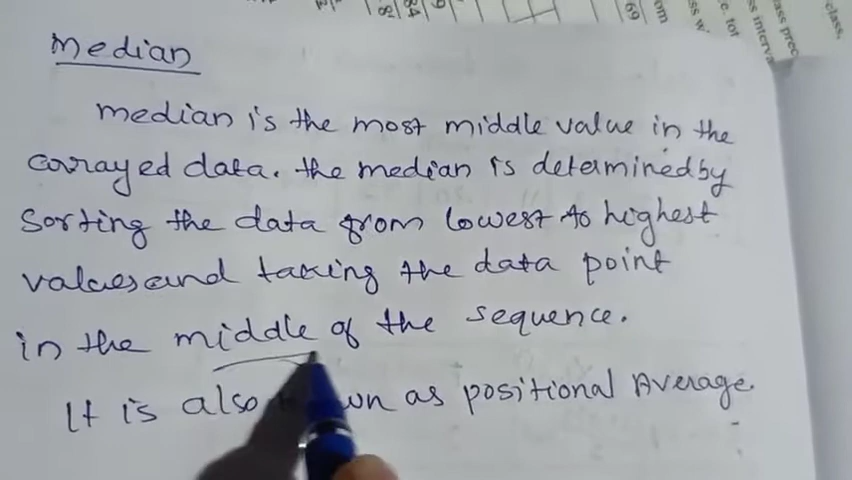 Median
Median is the most middle value in the
arrayed data. the median is determined by
Sorting the data from lowest to highest
values and taking the data point
in the middle of the sequence.
It is also as positional Average.
69